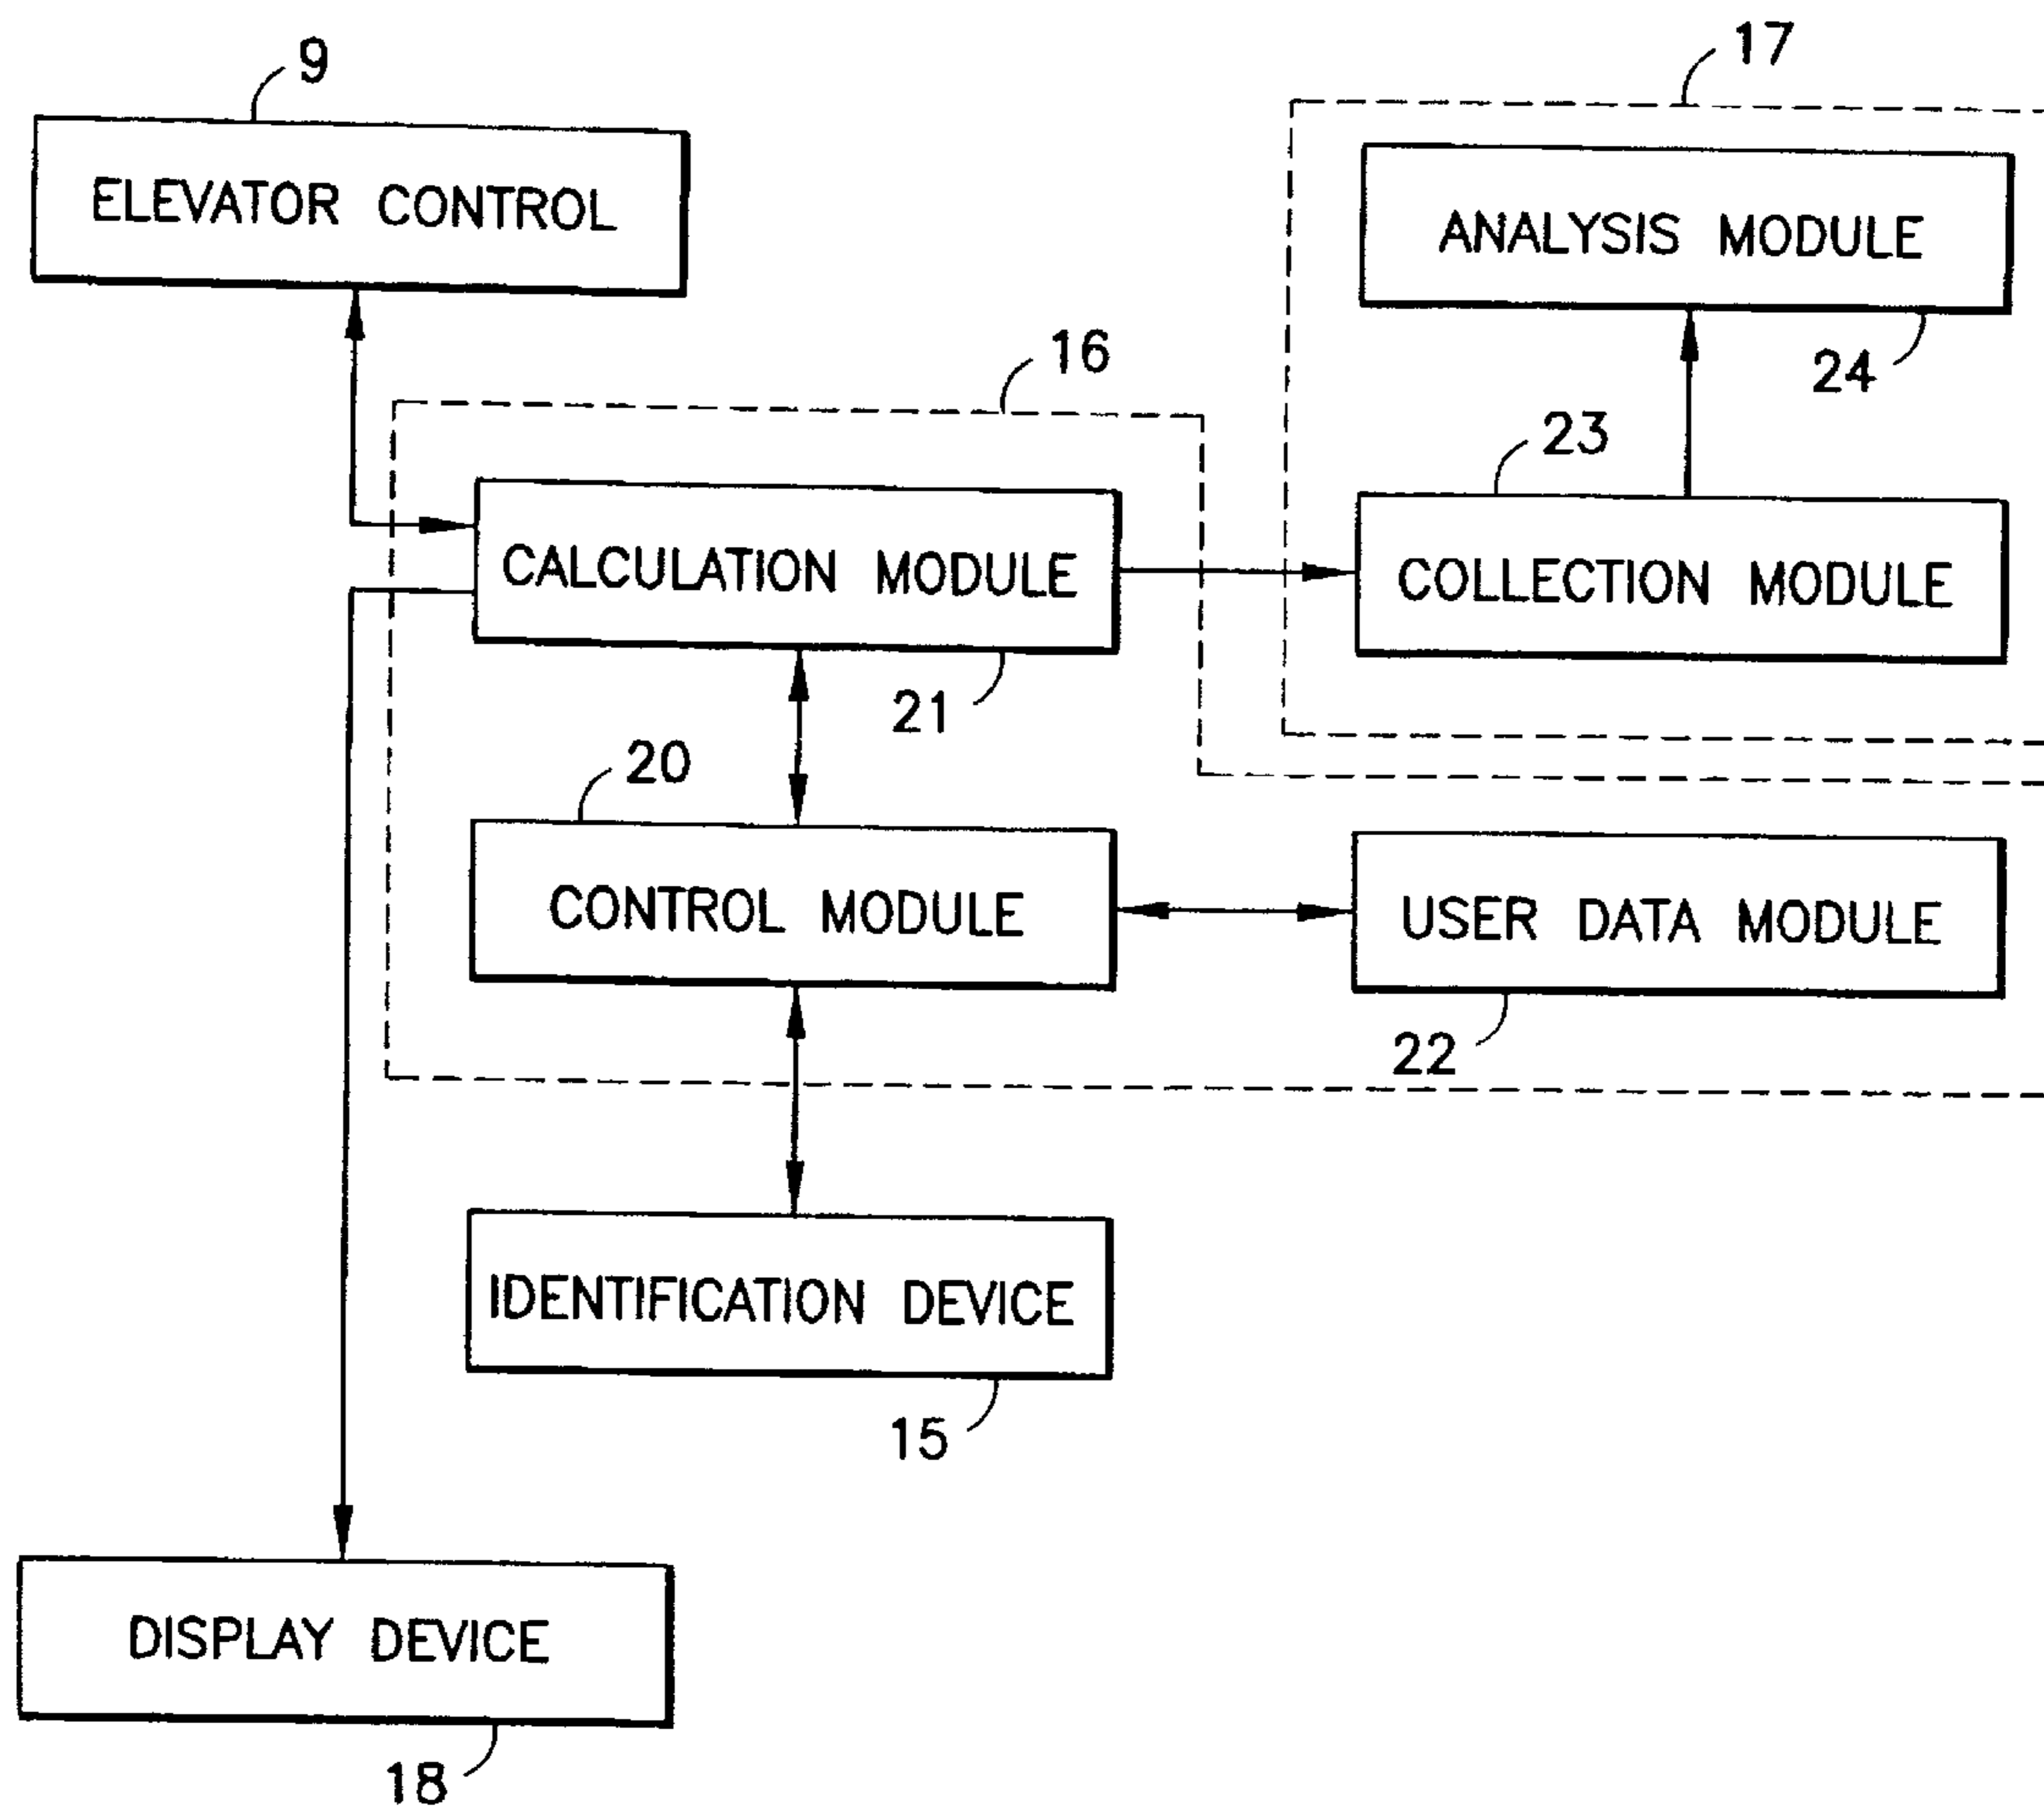 9
ELEVATOR CONTROL
17
ANALYSIS MODULE
24
16
23
CALCULATION MODULE
COLLECTION MODULE
21
20
CONTROL MODULE
USER DATA MODULE
22
IDENTIFICATION DEVICE
15
DISPLAY DEVICE
18